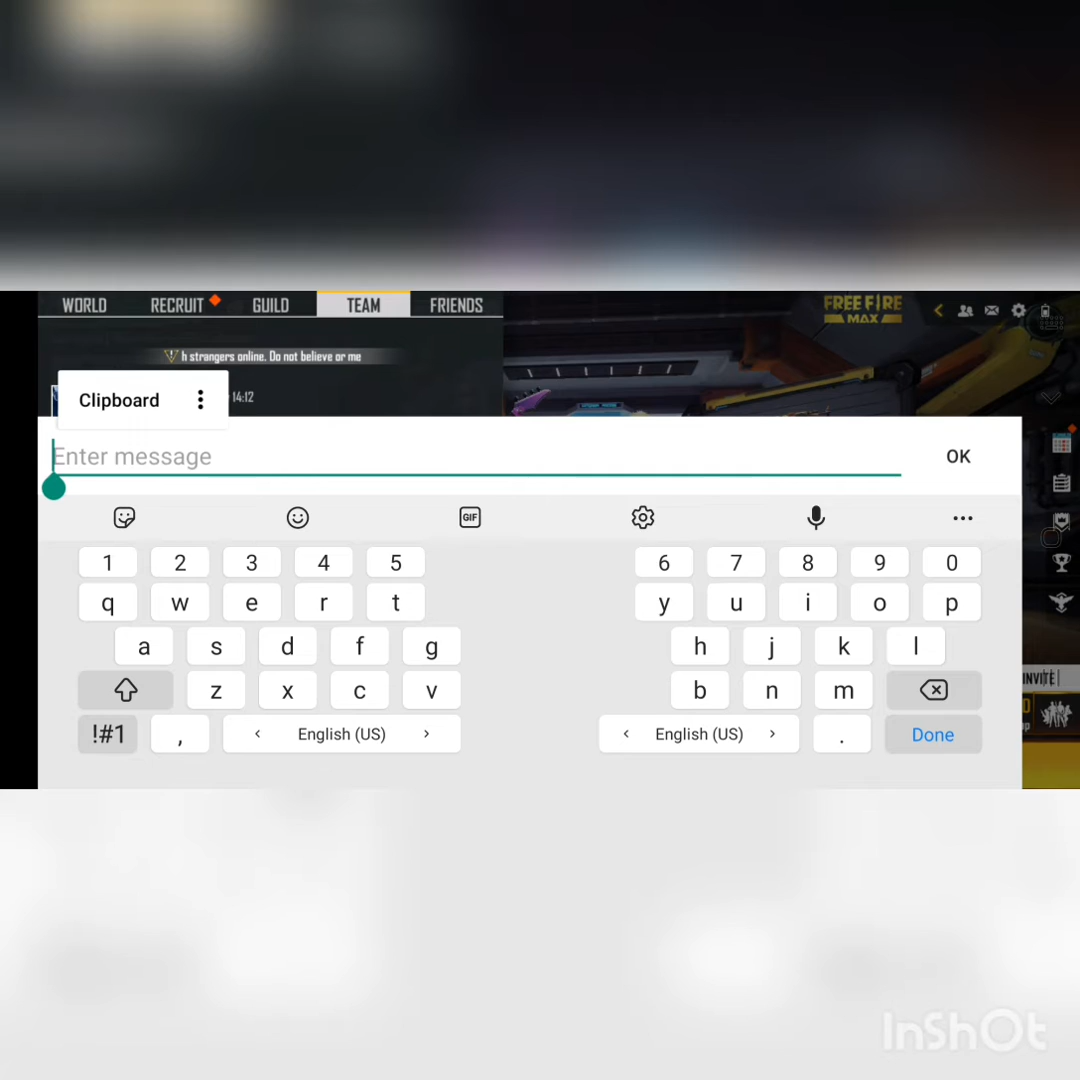 WORLD RECRUIT GUILD TEAM FRIENDS
FREE FIRE
MAX
h strangers online. Do not believe or me
Clipboard
14:12
Enter message
OK
GIF
1 2 3 4 5 6 7 8 9 0
q w e r t y u i o p
a s d f g h j k l
z x c v b n m
INVITE
!#1 , < English (US) > < English (US) > . Done
InShOt